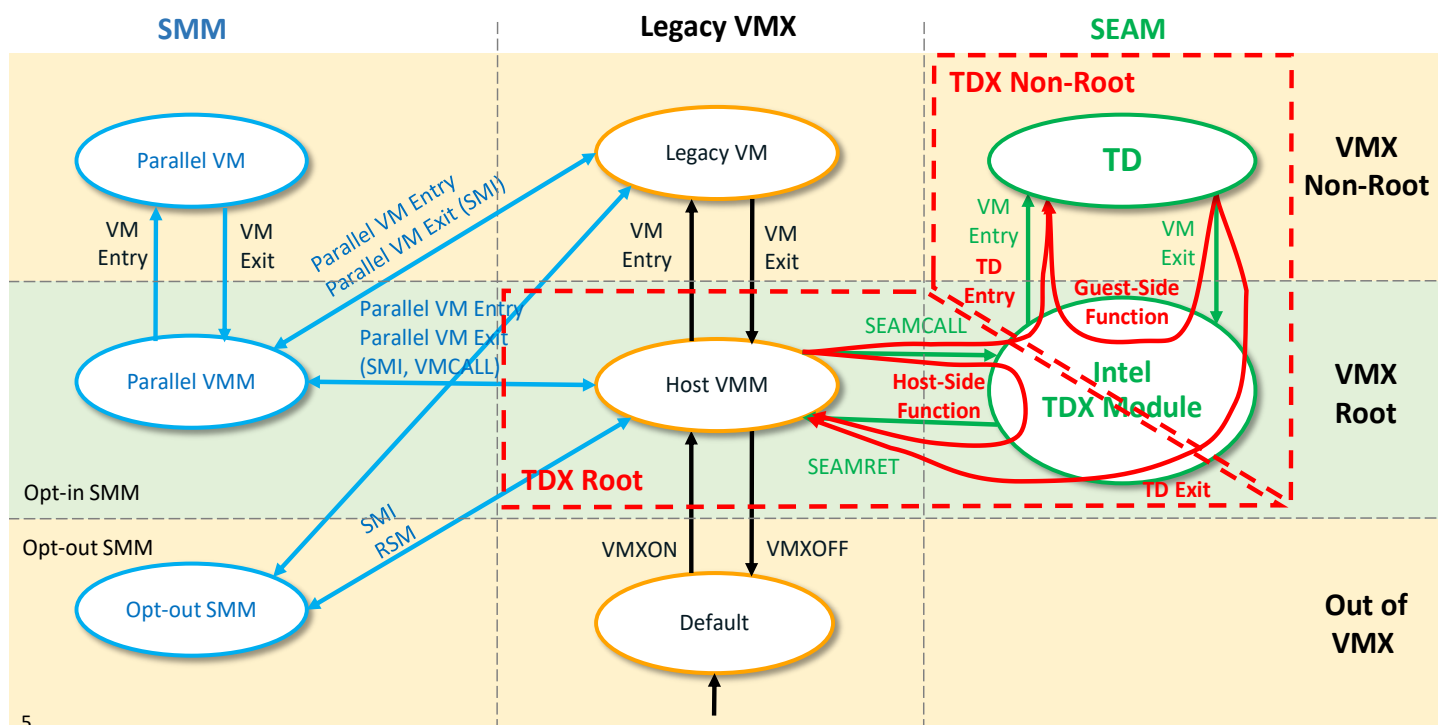 SMM
Legacy VMX
SEAM
TDX Non-Root
Parallel VM
Legacy VM
TD
VMX
Non-Root
VM
Entry
VM
Exit
Parallel VM Entry
Parallel VM Exit (SMI)
VM
Entry
VM
Exit
VM
Entry
TD
Entry
VM
Exit
Guest-Side
Function
Parallel VM Entry
Parallel VM Exit
(SMI, VMCALL)
SEAMCALL
Parallel VMM
Host VMM
Host-Side
Function
Intel
TDX Module
VMX
Root
SEAMRET
TDX Root
TD Exit
Opt-in SMM
Opt-out SMM
SMI
RSM
VMXON
VMXOFF
Opt-out SMM
Default
Out of
VMX
5